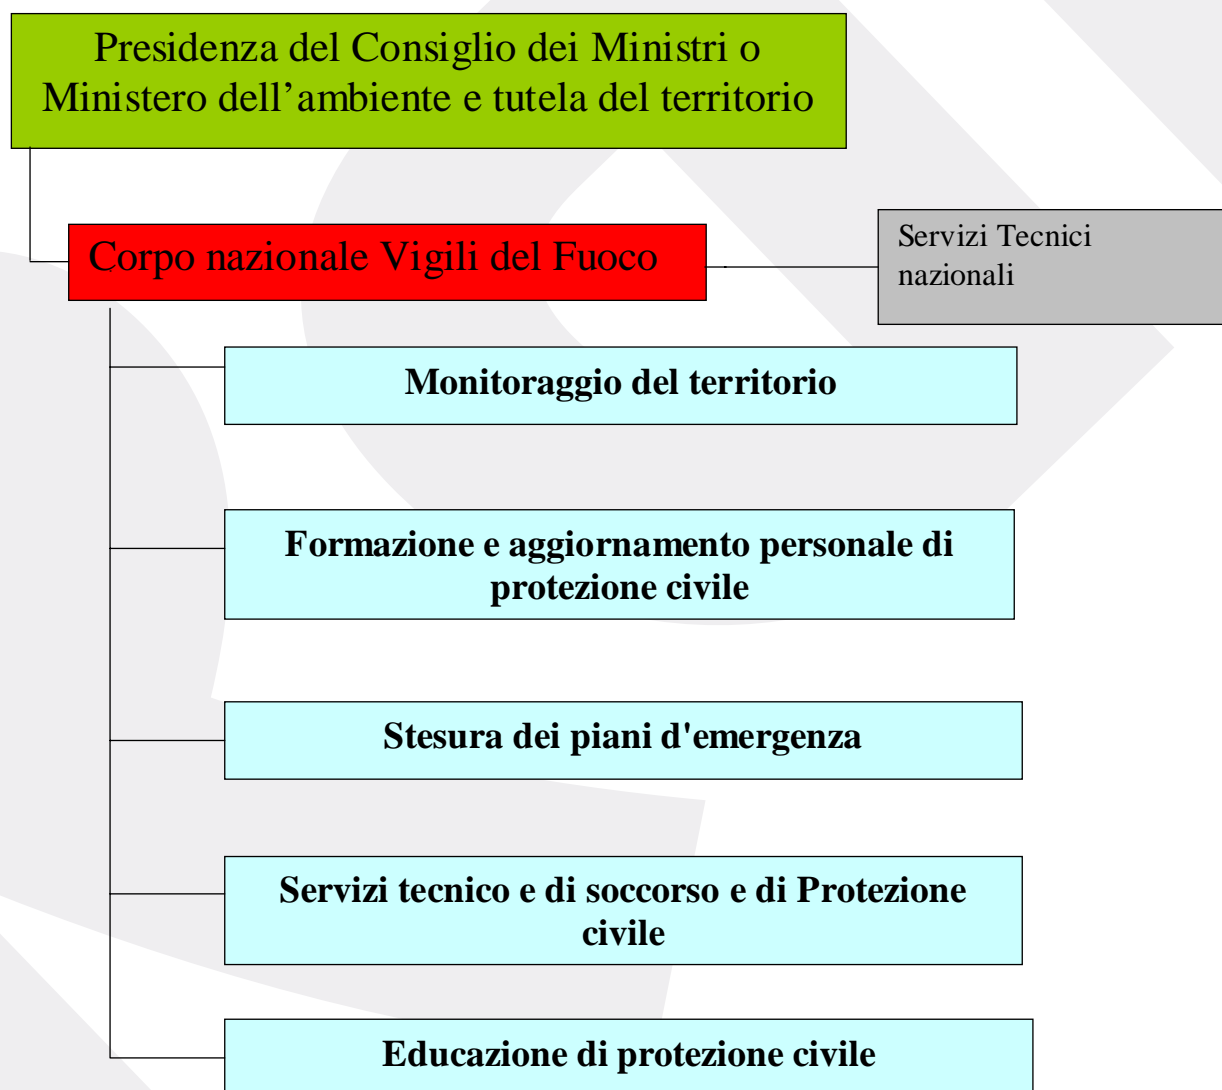 Presidenza del Consiglio dei Ministri o
Ministero dell’ambiente e tutela del territorio
Corpo nazionale Vigili del Fuoco
Servizi Tecnici
nazionali
Monitoraggio del territorio
Formazione e aggiornamento personale di
protezione civile
Stesura dei piani d'emergenza
Servizi tecnico e di soccorso e di Protezione
civile
Educazione di protezione civile